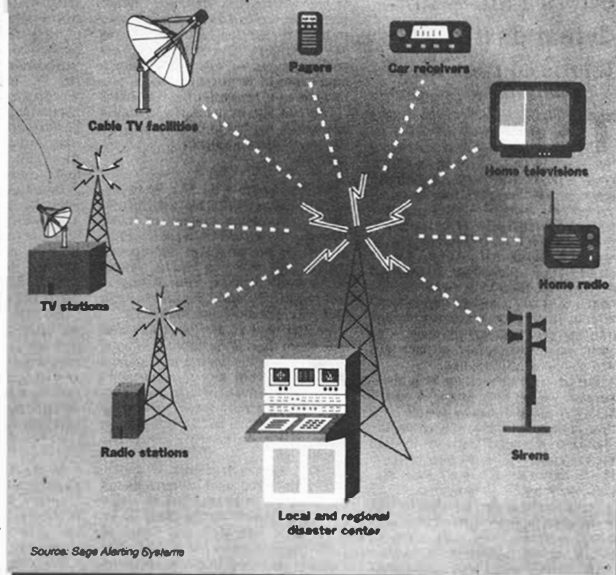 Pagers
Car receivers
Cable TV facilities
Home televisions
TV stations
Home radio
Radio stations
Sirens
Local and regional
disaster center
Source: Sage Alerting Systems